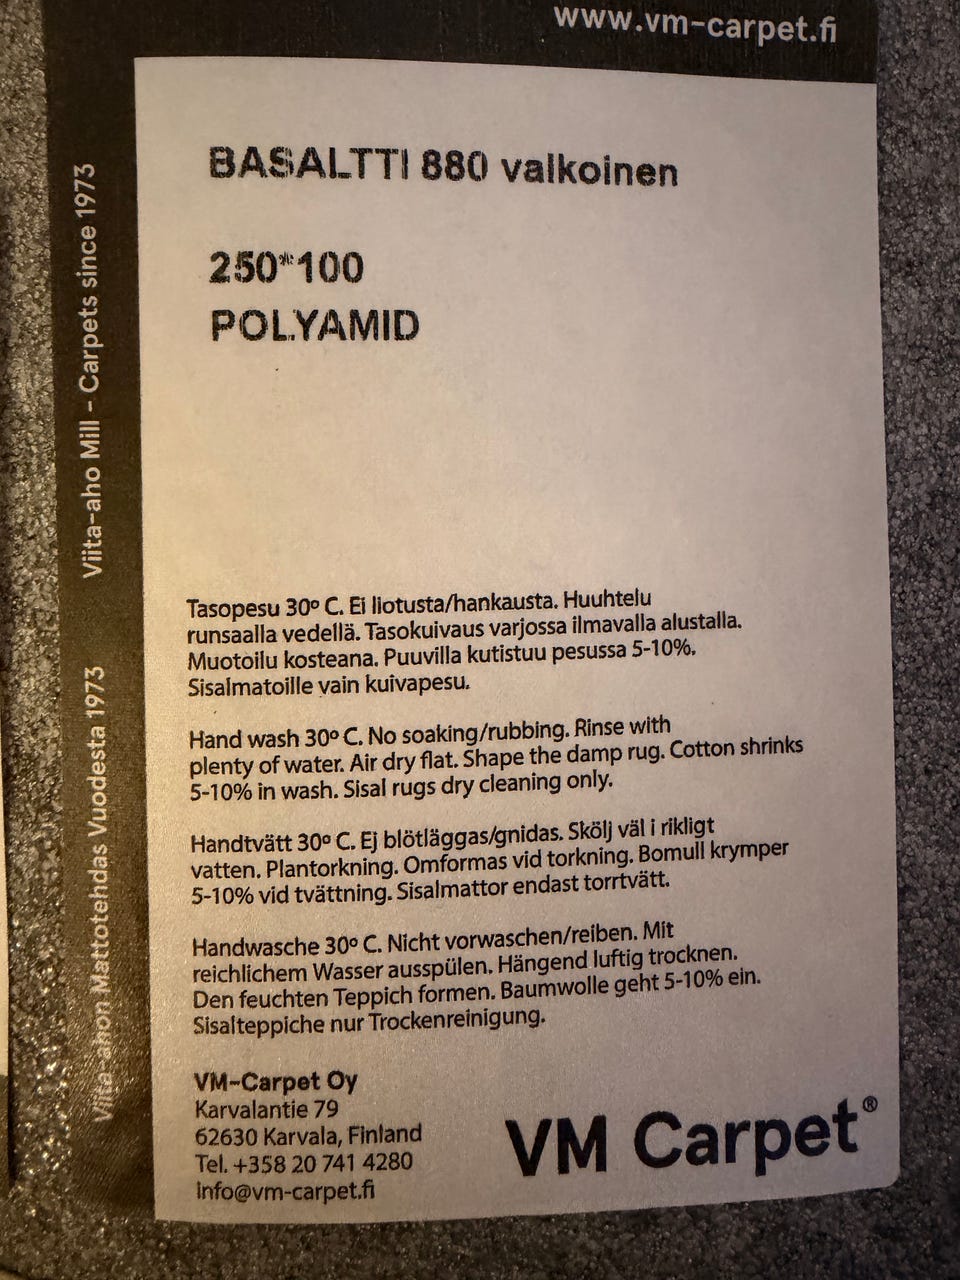 www.vm-carpet.fi
BASALTTI 880 valkoinen
250*100
POLYAMID
Viita-aho Mill – Carpets since 1973
Viita-ahon Mattotehdas Vuodesta 1973
Tasopesu 30º C. Ei liotusta/hankausta. Huuhtelu
runsaalla vedellä. Tasokuivaus varjossa ilmavalla alustalla.
Muotoilu kosteana. Puuvilla kutistuu pesussa 5-10%.
Sisalmatoille vain kuivapesu.
Hand wash 30º C. No soaking/rubbing. Rinse with
plenty of water. Air dry flat. Shape the damp rug. Cotton shrinks
5-10% in wash. Sisal rugs dry cleaning only.
Handtvätt 30º C. Ej blötläggas/gnidas. Skölj väl i rikligt
vatten. Plantorkning. Omformas vid torkning. Bomull krymper
5-10% vid tvättning. Sisalmattor endast torrtvätt.
Handwasche 30º C. Nicht vorwaschen/reiben. Mit
reichlichem Wasser ausspülen. Hängend luftig trocknen.
Den feuchten Teppich formen. Baumwolle geht 5-10% ein.
Sisalteppiche nur Trockenreinigung.
VM-Carpet Oy
Karvalantie 79
62630 Karvala, Finland
Tel. +358 20 741 4280
info@vm-carpet.fi
VM Carpet®